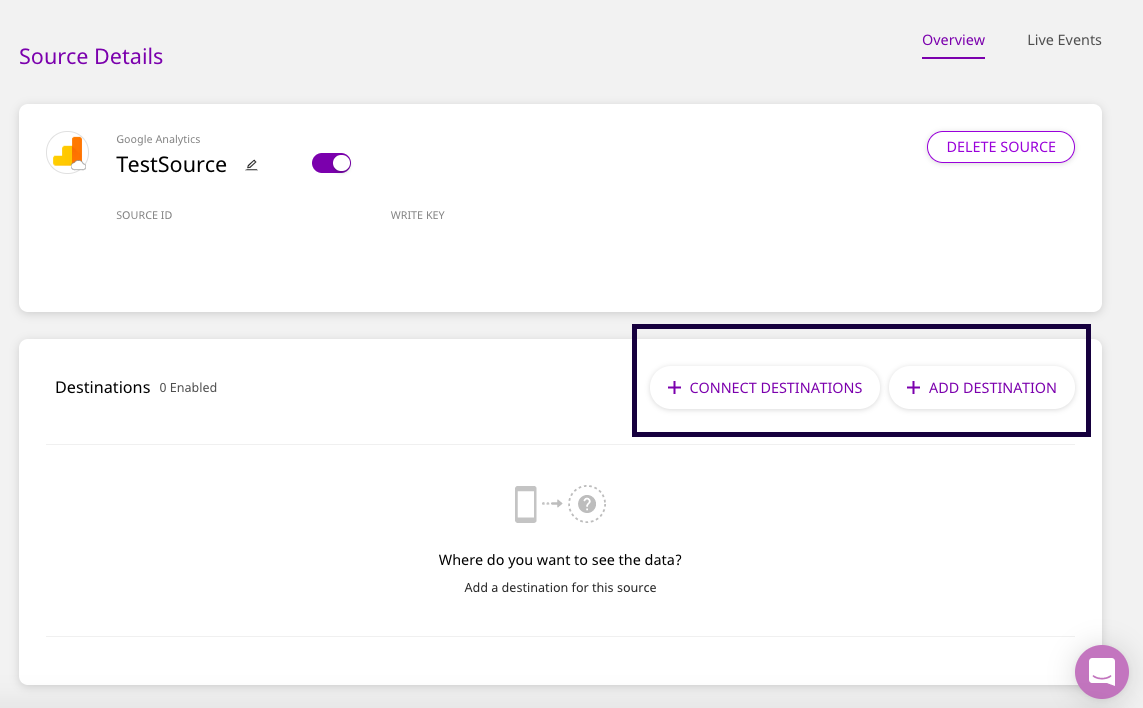 Source Details
Overview
Live Events
Google Analytics
TestSource
DELETE SOURCE
SOURCE ID
WRITE KEY
Destinations 0 Enabled
+ CONNECT DESTINATIONS
+ ADD DESTINATION
?
Where do you want to see the data?
Add a destination for this source